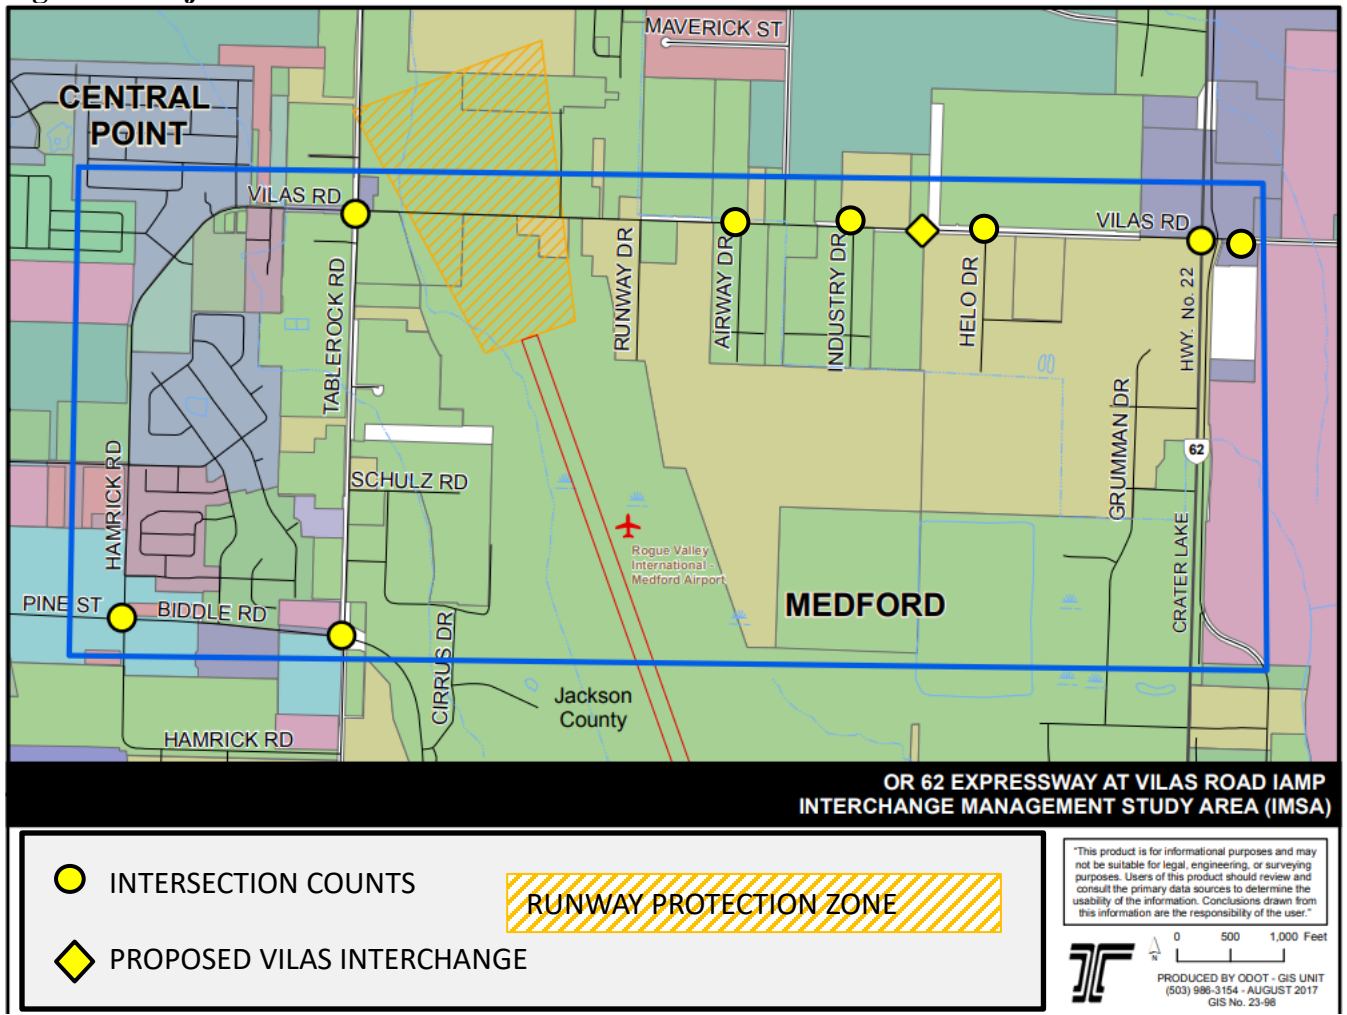 MAVERICK ST
CENTRAL
POINT
VILAS RD
VILAS RD
RUNWAY DR
AIRWAY DR
INDUSTRY DR
HELO DR
HWY. No. 22
TABLEROCK RD
GRUMMAN DR
62
HAMRICK RD
SCHULZ RD
CRATER LAKE
Rogue Valley
International -
Medford Airport
MEDFORD
PINE ST
BIDDLE RD
CIRRUS DR
Jackson
County
HAMRICK RD
OR 62 EXPRESSWAY AT VILAS ROAD IAMP
INTERCHANGE MANAGEMENT STUDY AREA (IMSA)
INTERSECTION COUNTS
RUNWAY PROTECTION ZONE
PROPOSED VILAS INTERCHANGE
"This product is for informational purposes and may
not be suitable for legal, engineering, or surveying
purposes. Users of this product should review and
consult the primary data sources to determine the
usability of the information. Conclusions drawn from
this information are the responsibility of the user."
N
0 500 1,000 Feet
PRODUCED BY ODOT - GIS UNIT
(503) 986-3154 - AUGUST 2017
GIS No. 23-98